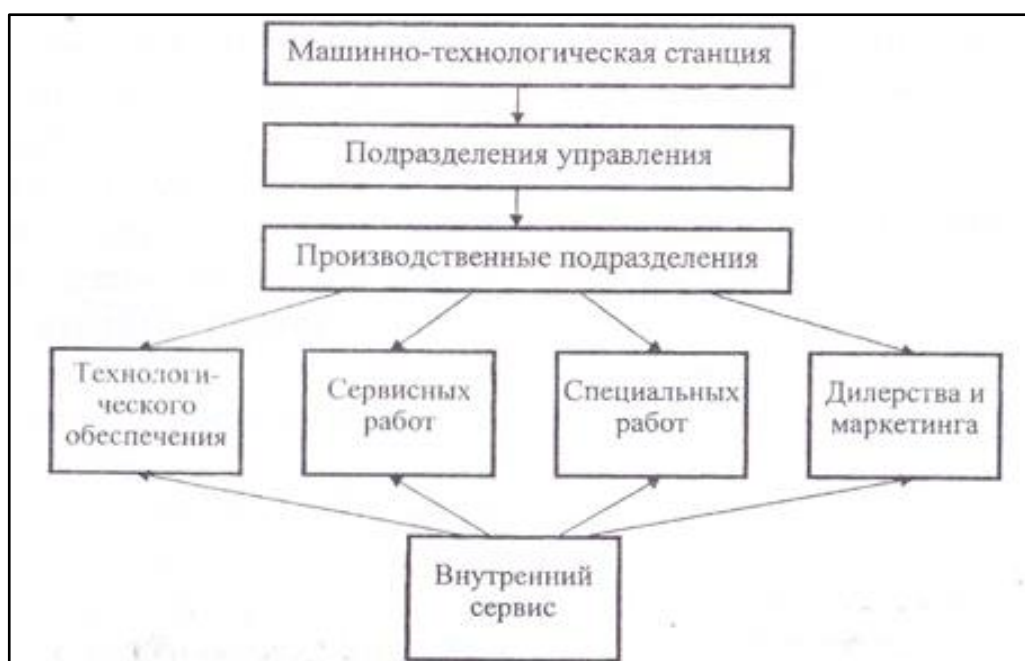 Машинно-технологическая станция
Подразделения управления
Производственные подразделения
Технологи-
ческого
обеспечения
Сервисных
работ
Специальных
работ
Дилерства и
маркетинга
Внутренний
сервис